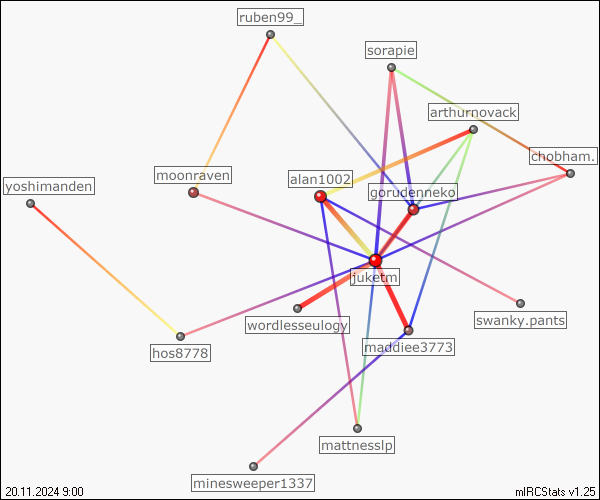 ruben99_
sorapie
arthurnovack
chobham.
moonraven
alan1002
yoshimanden
gorudenneko
juketm
wordlesseulogy
swanky.pants
hos8778
maddiee3773
mattnesslp
minesweeper1337
20.11.2024 9:00
mIRCStats v1.25